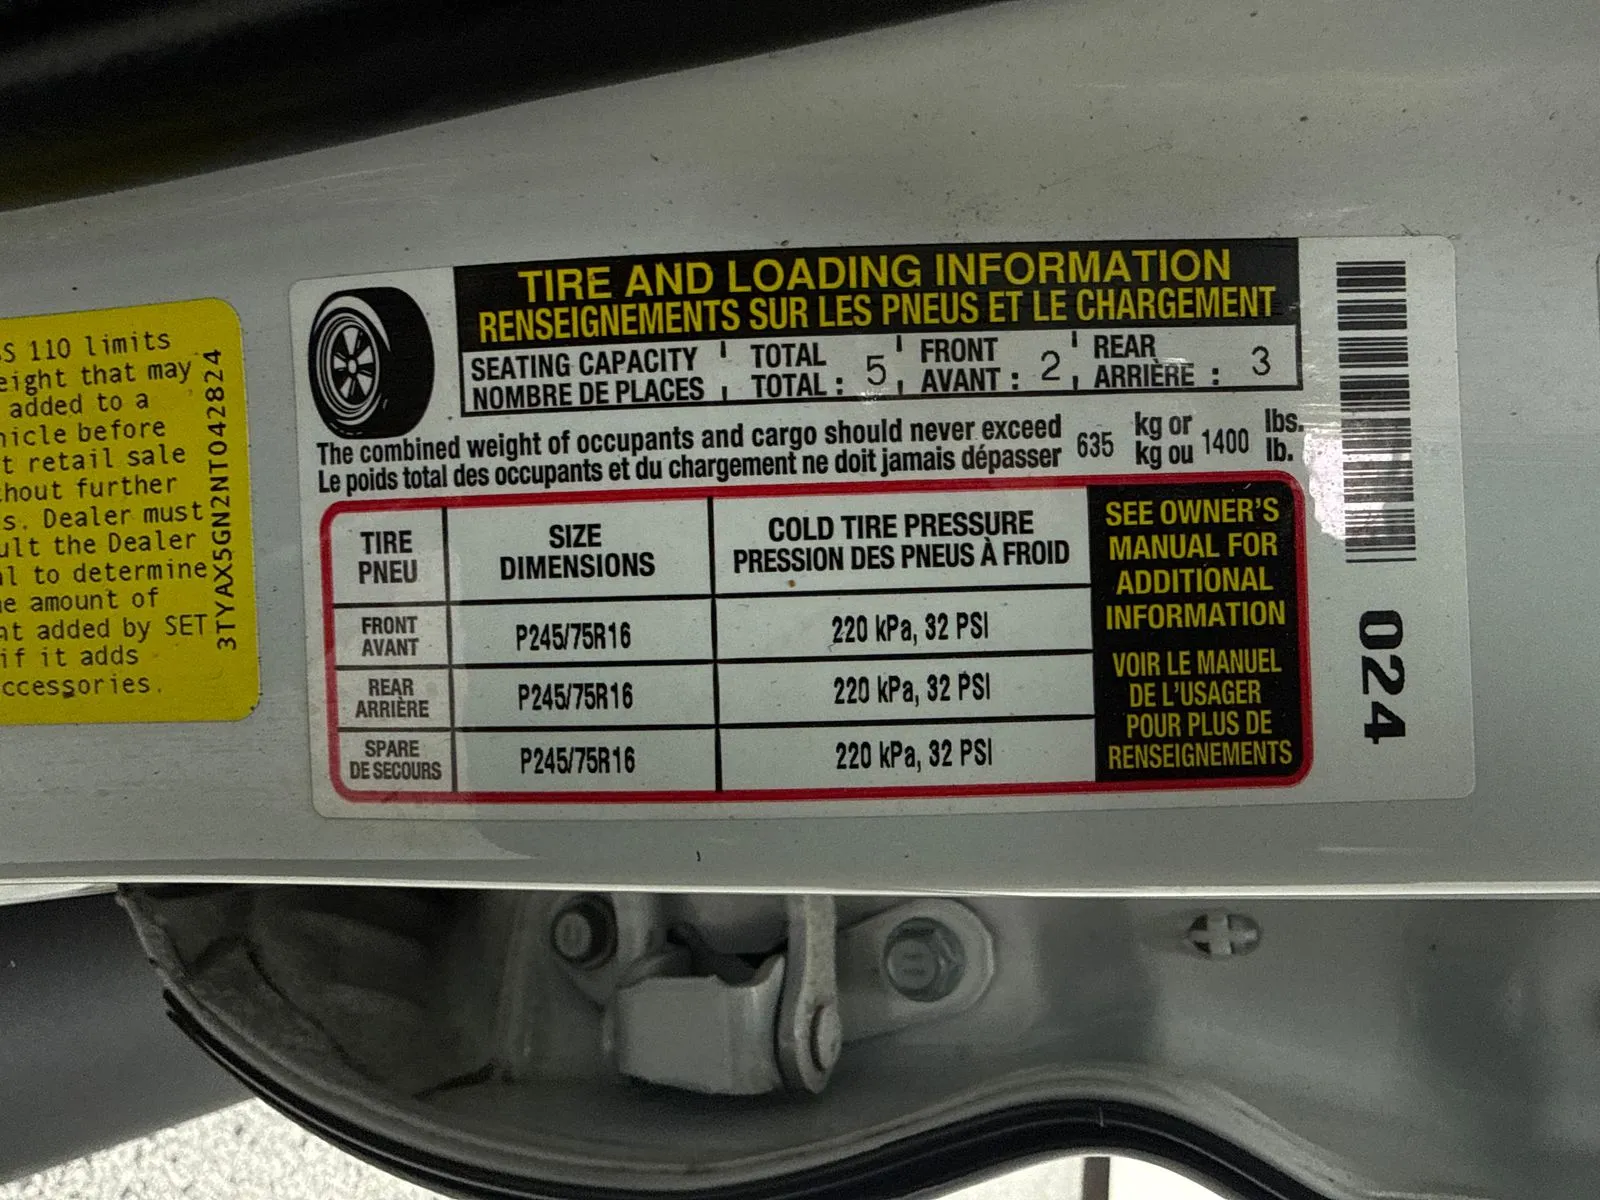 S 110 limits
eight that may
added to a
hicle before
t retail sale
hout further
s. Dealer must
ult the Dealer
al to determine
e amount of
ht added by SET
if it adds
ccessories.
3TYAX5GN2NT042824
TIRE AND LOADING INFORMATION
RENSEIGNEMENTS SUR LES PNEUS ET LE CHARGEMENT
SEATING CAPACITY TOTAL FRONT REAR
NOMBRE DE PLACES TOTAL : 5 AVANT : 2 ARRIÈRE : 3
The combined weight of occupants and cargo should never exceed 635 kg or 1400 lbs.
Le poids total des occupants et du chargement ne doit jamais dépasser kg ou lb.
TIRE SIZE COLD TIRE PRESSURE
PNEU DIMENSIONS PRESSION DES PNEUS À FROID
FRONT
AVANT P245/75R16 220 kPa, 32 PSI
REAR
ARRIÈRE P245/75R16 220 kPa, 32 PSI
SPARE
DE SECOURS P245/75R16 220 kPa, 32 PSI
SEE OWNER'S
MANUAL FOR
ADDITIONAL
INFORMATION
VOIR LE MANUEL
DE L'USAGER
POUR PLUS DE
RENSEIGNEMENTS
024